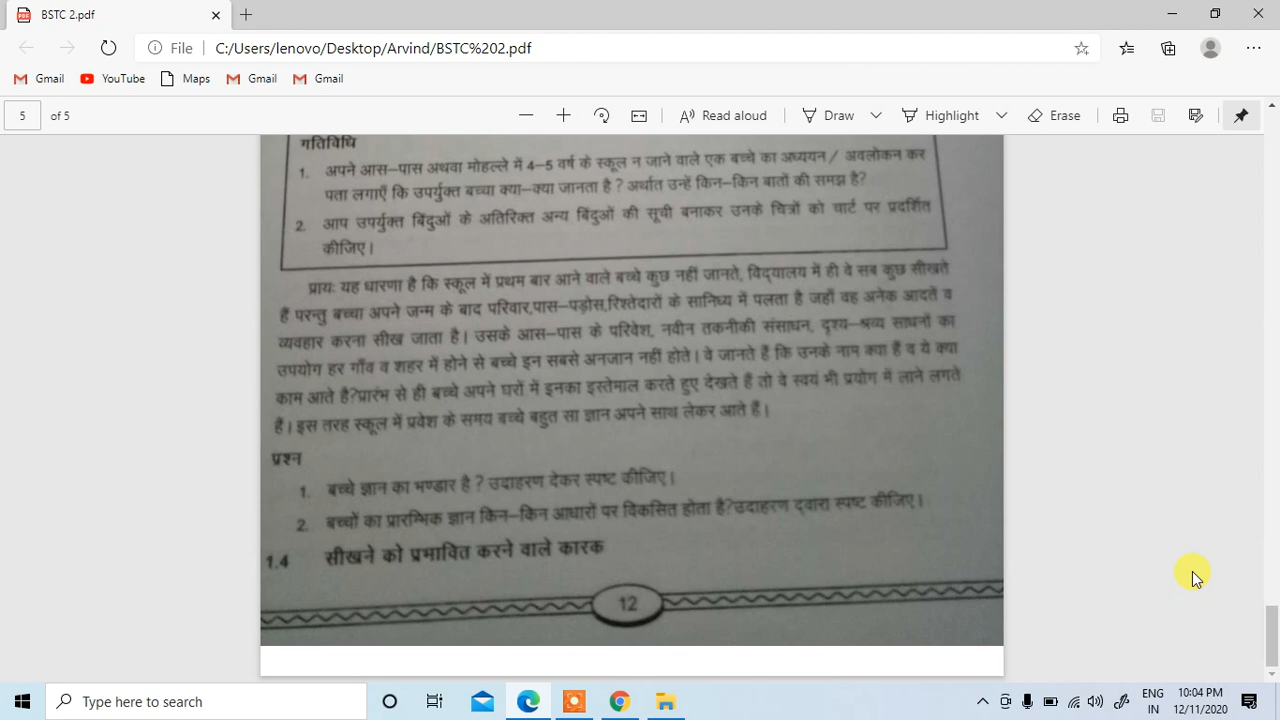 BSTC 2.pdf
File
C:/Users/lenovo/Desktop/Arvind/BSTC%202.pdf
Gmail YouTube Maps Gmail Gmail
5 of 5 Read aloud Draw Highlight Erase
गतिविधि
1. अपने आस–पास अथवा मोहल्ले में 4–5 वर्ष के स्कूल न जाने वाले एक बच्चे का अध्ययन / अवलोकन कर
पता लगाएँ कि उपर्युक्त बच्चा क्या–क्या जानता है ? अर्थात उन्हें किन–किन बातों की समझ है?
2. आप उपर्युक्त बिंदुओं के अतिरिक्त अन्य बिंदुओं की सूची बनाकर उनके चित्रों को चार्ट पर प्रदर्शित
कीजिए।
प्रायः यह धारणा है कि स्कूल में प्रथम बार आने वाले बच्चे कुछ नहीं जानते, विद्यालय में ही वे सब कुछ सीखते
हैं परन्तु बच्चा अपने जन्म के बाद परिवार,पास–पड़ोस,रिश्तेदारों के सानिध्य में पलता है जहाँ वह अनेक आदतें व
व्यवहार करना सीख जाता है। उसके आस–पास के परिवेश, नवीन तकनीकी संसाधन, दृश्य–श्रव्य साधनों का
उपयोग हर गाँव व शहर में होने से बच्चे इन सबसे अनजान नहीं होते। वे जानते हैं कि उनके नाम क्या हैं व ये क्या
काम आते है?प्रारंभ से ही बच्चे अपने घरों में इनका इस्तेमाल करते हुए देखते हैं तो वे स्वयं भी प्रयोग में लाने लगते
हैं। इस तरह स्कूल में प्रवेश के समय बच्चे बहुत सा ज्ञान अपने साथ लेकर आते हैं।
प्रश्न
1. बच्चे ज्ञान का भण्डार है ? उदाहरण देकर स्पष्ट कीजिए।
2. बच्चों का प्रारम्भिक ज्ञान किन–किन आधारों पर विकसित होता है?उदाहरण द्वारा स्पष्ट कीजिए।
1.4 सीखने को प्रभावित करने वाले कारक
12
Type here to search
ENG 10:04 PM
IN 12/11/2020